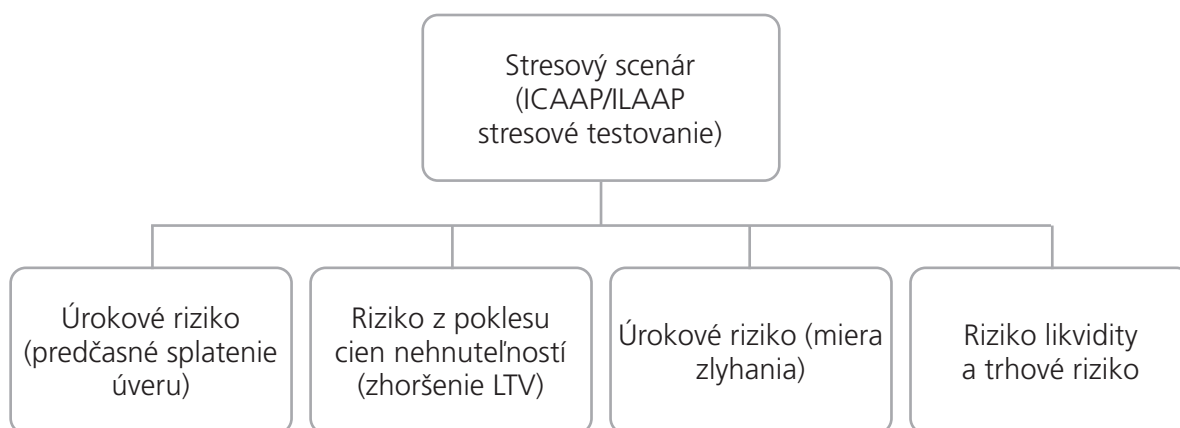 Stresový scenár
(ICAAP/ILAAP
stresové testovanie)
Úrokové riziko
(predčasné splatenie
úveru)
Riziko z poklesu
cien nehnuteľností
(zhoršenie LTV)
Úrokové riziko (miera
zlyhania)
Riziko likvidity
a trhové riziko